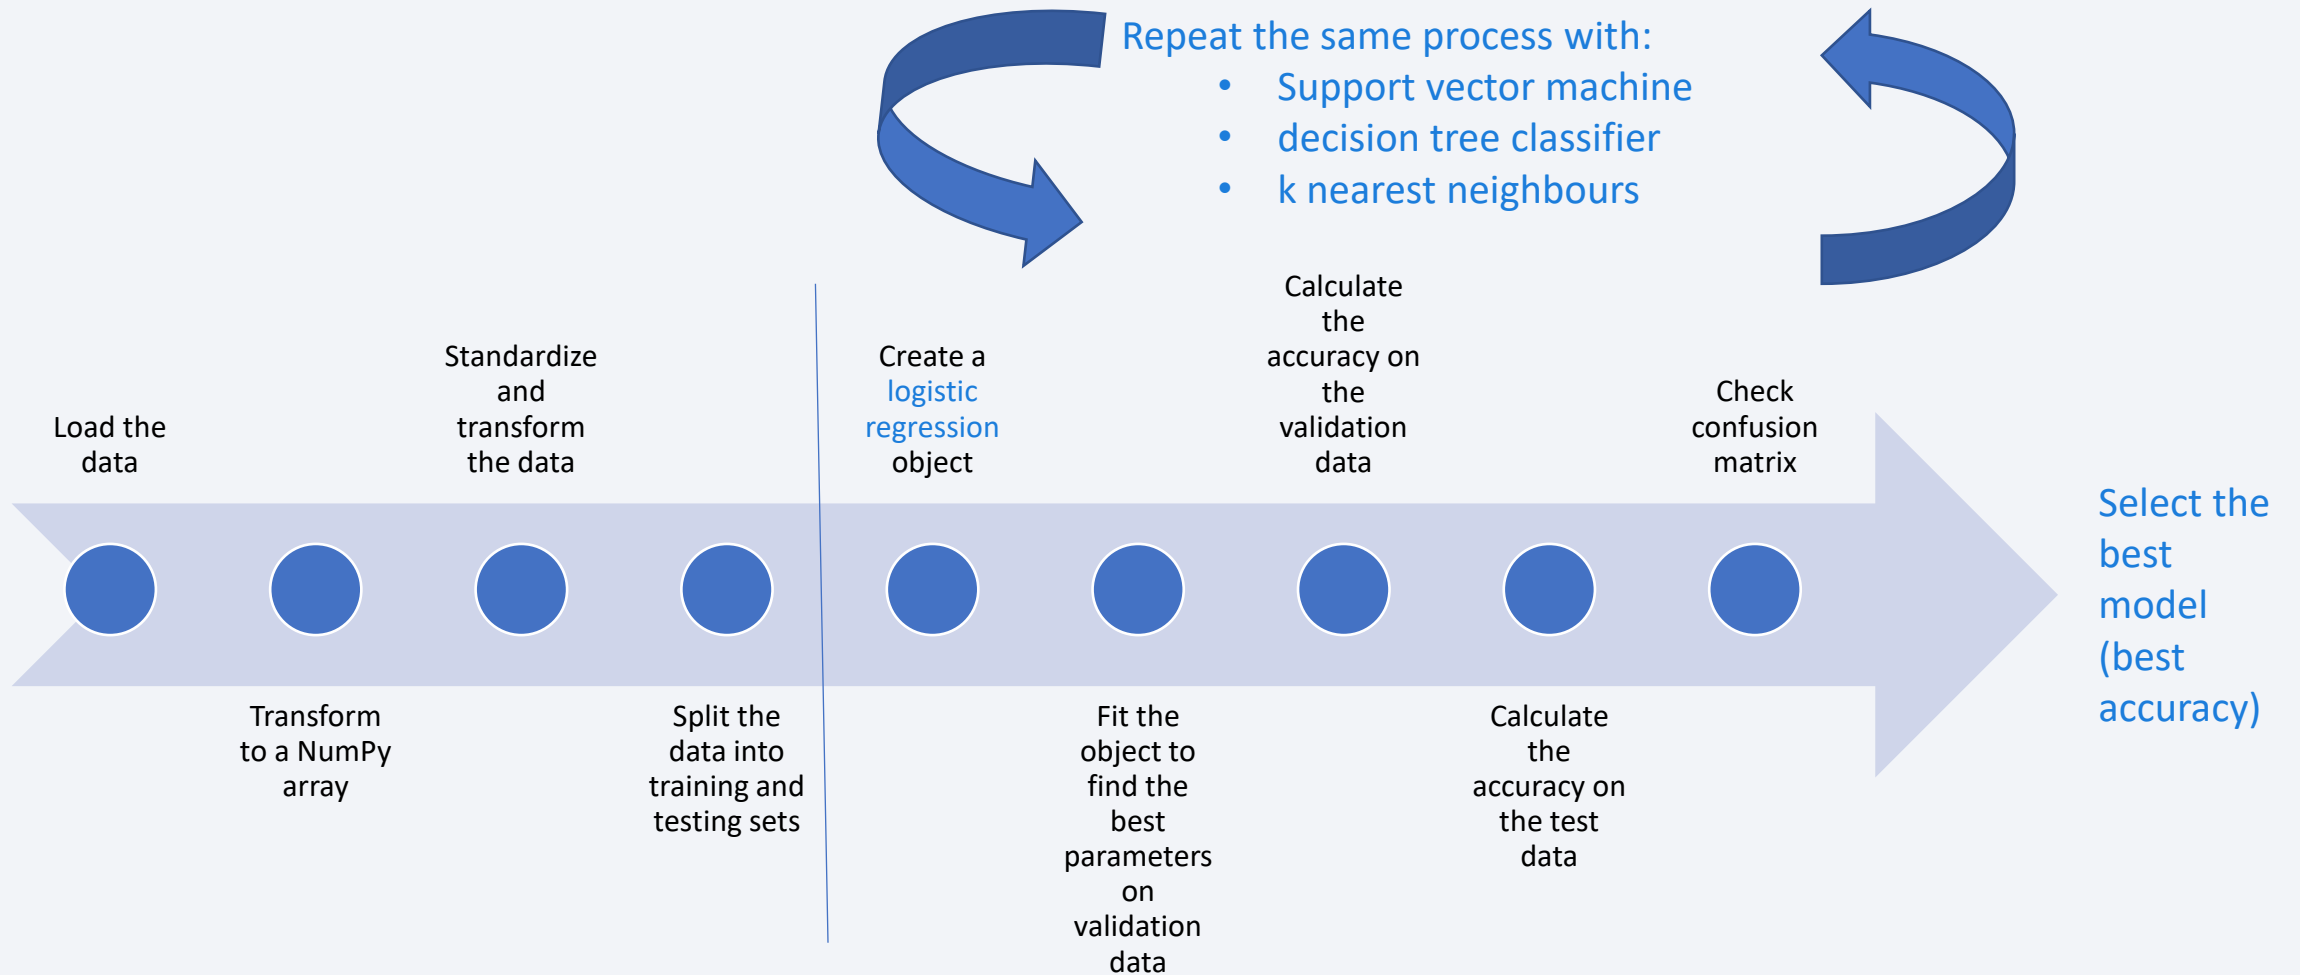 Repeat the same process with:
• Support vector machine
• decision tree classifier
• k nearest neighbours
Load the
data
Transform
to a NumPy
array
Standardize
and
transform
the data
Split the
data into
training and
testing sets
Create a
logistic
regression
object
Fit the
object to
find the
best
parameters
on
validation
data
Calculate
the
accuracy on
the
validation
data
Calculate
the
accuracy on
the test
data
Check
confusion
matrix
Select the
best
model
(best
accuracy)